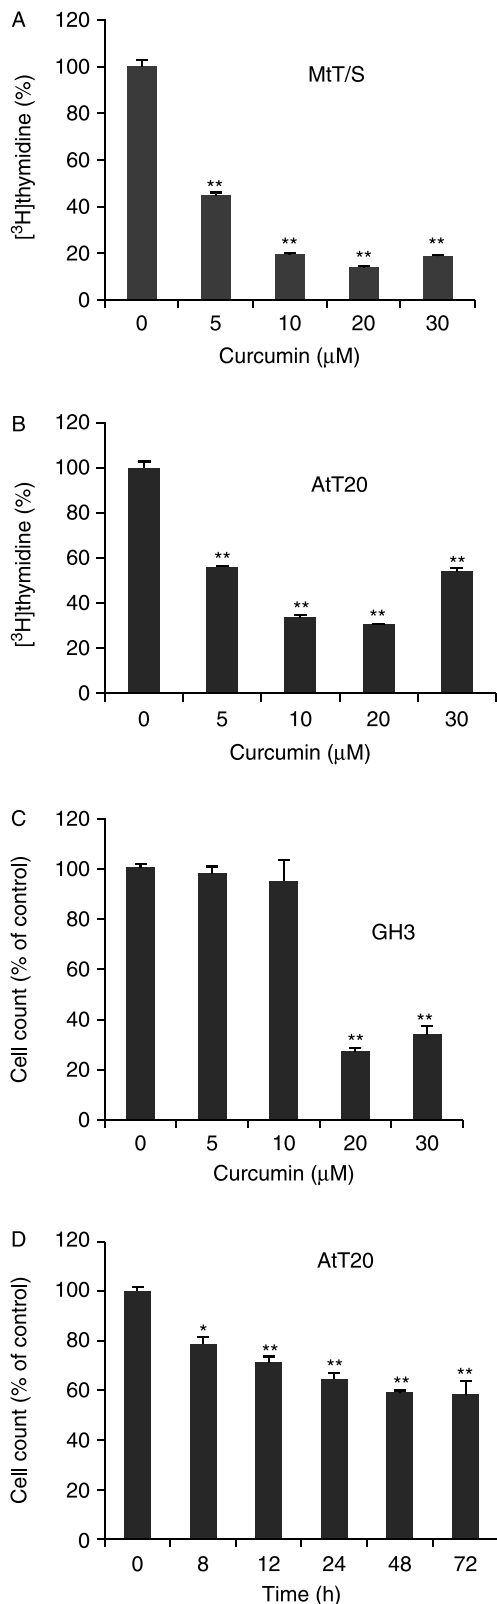 A
MtT/S
[³H]thymidine (%)
120
100
80
60
40
20
0
**
**
**
**
0 5 10 20 30
Curcumin (μM)
B
AtT20
[³H]thymidine (%)
120
100
80
60
40
20
0
**
**
**
**
0 5 10 20 30
Curcumin (μM)
C
GH3
Cell count (% of control)
120
100
80
60
40
20
0
**
**
0 5 10 20 30
Curcumin (μM)
D
AtT20
Cell count (% of control)
120
100
80
60
40
20
0
*
**
**
**
**
0 8 12 24 48 72
Time (h)